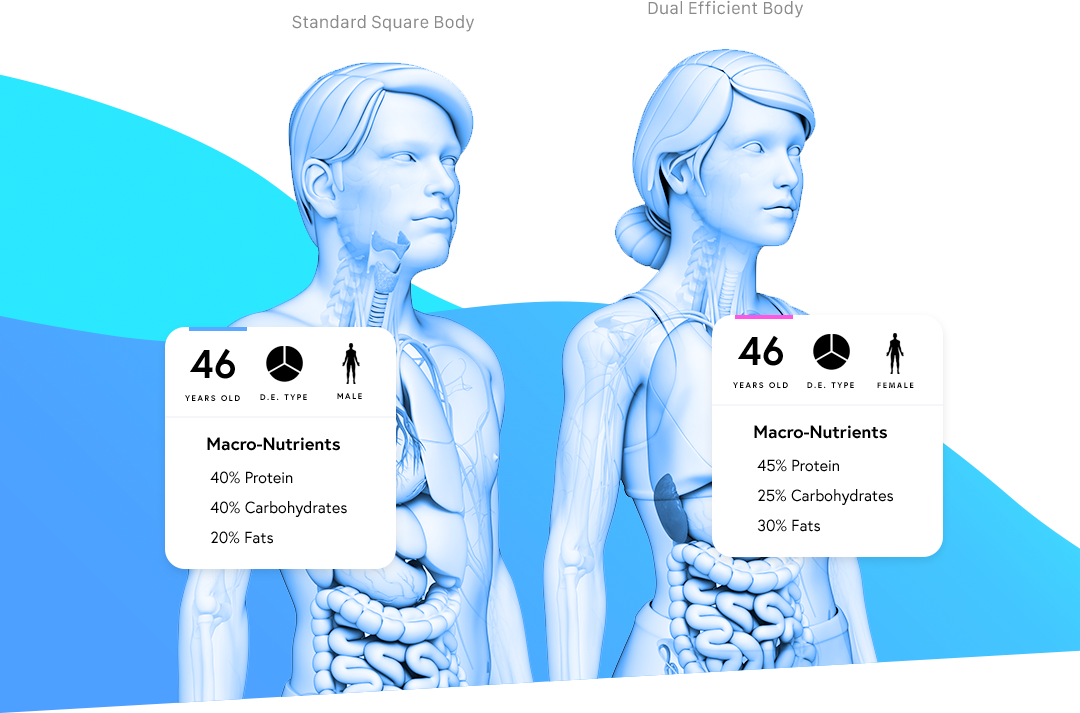 Standard Square Body
Dual Efficient Body
46
YEARS OLD
D.E. TYPE
MALE
Macro-Nutrients
40% Protein
40% Carbohydrates
20% Fats
46
YEARS OLD
D.E. TYPE
FEMALE
Macro-Nutrients
45% Protein
25% Carbohydrates
30% Fats